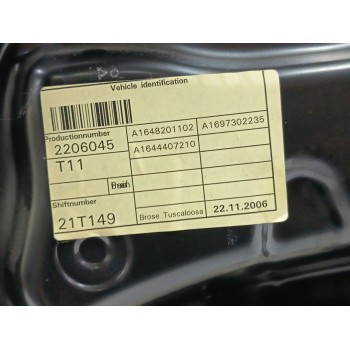 Vehicle identification
Productionnumber
2206045
A1648201102 A1697302235
T11
A1644407210
Shiftnumber
21T149
Brose Tuscaloosa
22.11.2006